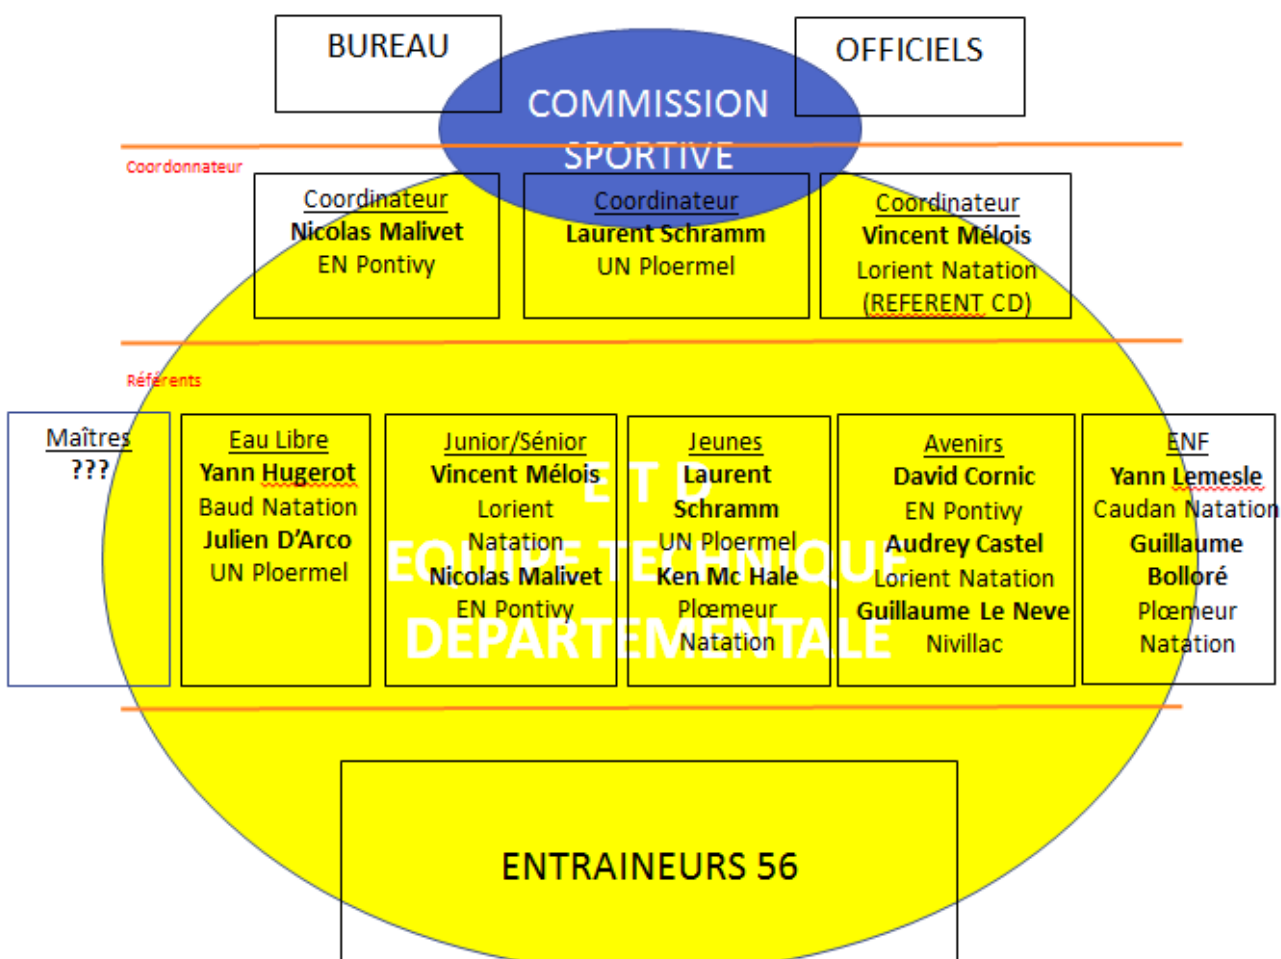 BUREAU
OFFICIELS
COMMISSION
SPORTIVE
Coordonnateur
Coordinateur
Nicolas Malivet
EN Pontivy
Coordinateur
Laurent Schramm
UN Ploermel
Coordinateur
Vincent Mélois
Lorient Natation
(REFERENT CD)
Référents
Maîtres
???
Eau Libre
Yann Hugerot
Baud Natation
Julien D’Arco
UN Ploermel
Junior/Sénior
Vincent Mélois
Lorient
Natation
Nicolas Malivet
EN Pontivy
Jeunes
Laurent
Schramm
UN Ploermel
Ken Mc Hale
Plœmeur
Natation
Avenirs
David Cornic
EN Pontivy
Audrey Castel
Lorient Natation
Guillaume Le Neve
Nivillac
ENF
Yann Lemesle
Caudan Natation
Guillaume
Bolloré
Plœmeur
Natation
E T D
EQUIPE TECHNIQUE
DEPARTEMENTALE
ENTRAINEURS 56